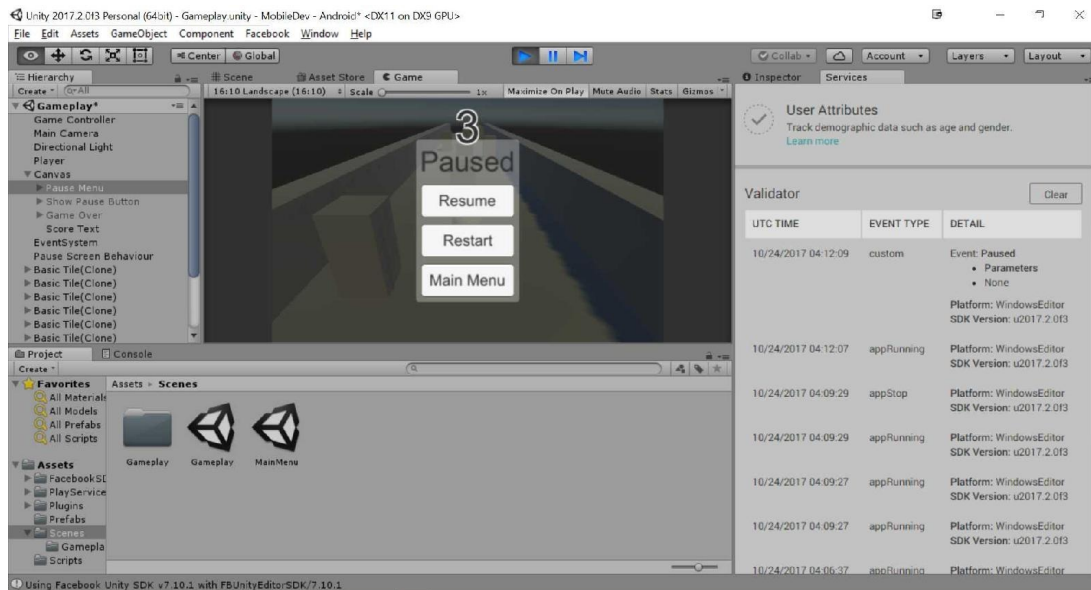 Unity 2017.2.0f3 Personal (64bit) - Gameplay.unity - MobileDev - Android* <DX11 on DX9 GPU>
File Edit Assets GameObject Component Facebook Window Help
Center Global
Collab Account Layers Layout
Hierarchy
Create All
Gameplay*
Game Controller
Main Camera
Directional Light
Player
Canvas
Pause Menu
Show Pause Button
Game Over
Score Text
EventSystem
Pause Screen Behaviour
Basic Tile(Clone)
Basic Tile(Clone)
Basic Tile(Clone)
Basic Tile(Clone)
Basic Tile(Clone)
Basic Tile(Clone)
Scene Asset Store Game
16:10 Landscape (16:10) Scale 1x Maximize On Play Mute Audio Stats Gizmos
3
Paused
Resume
Restart
Main Menu
Inspector Services
User Attributes
Track demographic data such as age and gender.
Learn more
Validator Clear
UTC TIME EVENT TYPE DETAIL
10/24/2017 04:12:09 custom Event: Paused
• Parameters
• None
Platform: WindowsEditor
SDK Version: u2017.2.0f3
10/24/2017 04:12:07 appRunning Platform: WindowsEditor
SDK Version: u2017.2.0f3
10/24/2017 04:09:29 appStop Platform: WindowsEditor
SDK Version: u2017.2.0f3
10/24/2017 04:09:29 appRunning Platform: WindowsEditor
SDK Version: u2017.2.0f3
10/24/2017 04:09:27 appRunning Platform: WindowsEditor
SDK Version: u2017.2.0f3
10/24/2017 04:09:27 appRunning Platform: WindowsEditor
SDK Version: u2017.2.0f3
10/24/2017 04:06:37 appRunning Platform: WindowsEditor
Project Console
Create
Favorites
All Materials
All Models
All Prefabs
All Scripts
Assets
FacebookSD
PlayService
Plugins
Prefabs
Scenes
Gamepla
Scripts
Assets Scenes
Gameplay Gameplay MainMenu
Using Facebook Unity SDK v7.10.1 with FBUnityEditorSDK/7.10.1